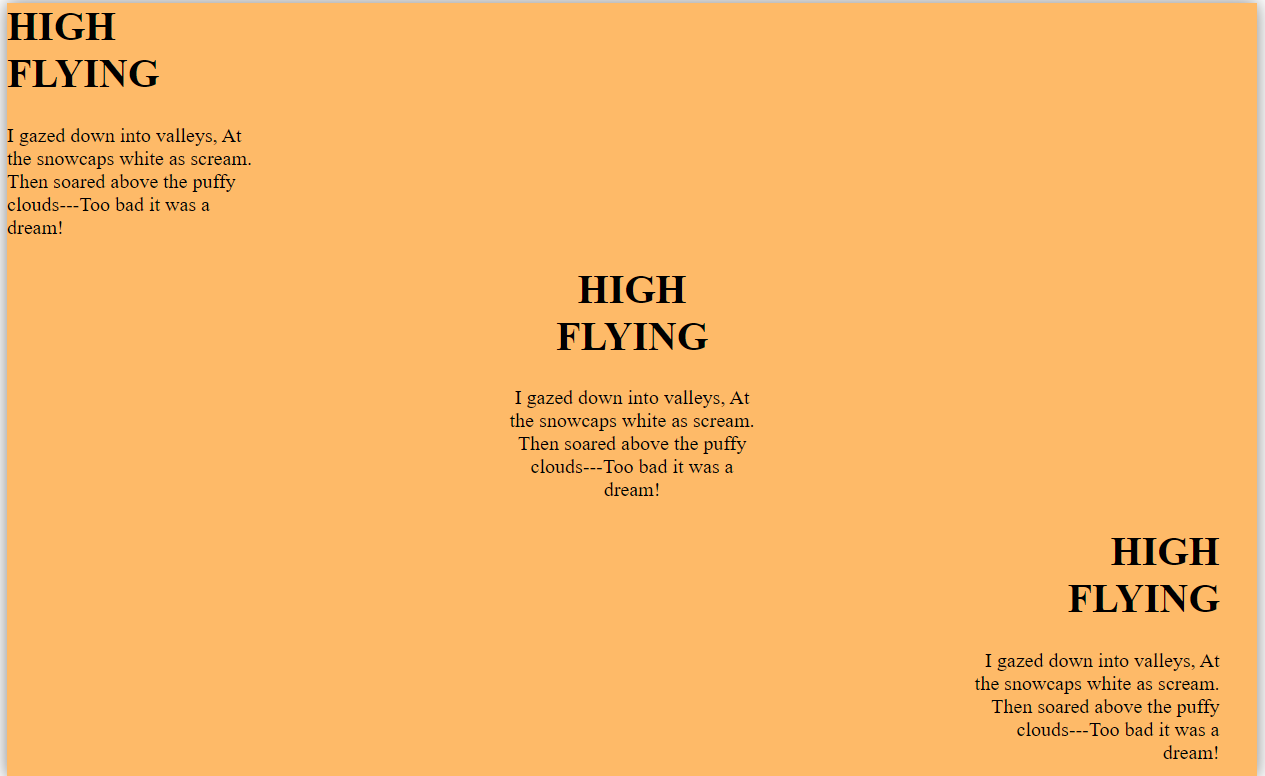 HIGH
FLYING
I gazed down into valleys, At
the snowcaps white as scream.
Then soared above the puffy
clouds---Too bad it was a
dream!
HIGH
FLYING
I gazed down into valleys, At
the snowcaps white as scream.
Then soared above the puffy
clouds---Too bad it was a
dream!
HIGH
FLYING
I gazed down into valleys, At
the snowcaps white as scream.
Then soared above the puffy
clouds---Too bad it was a
dream!